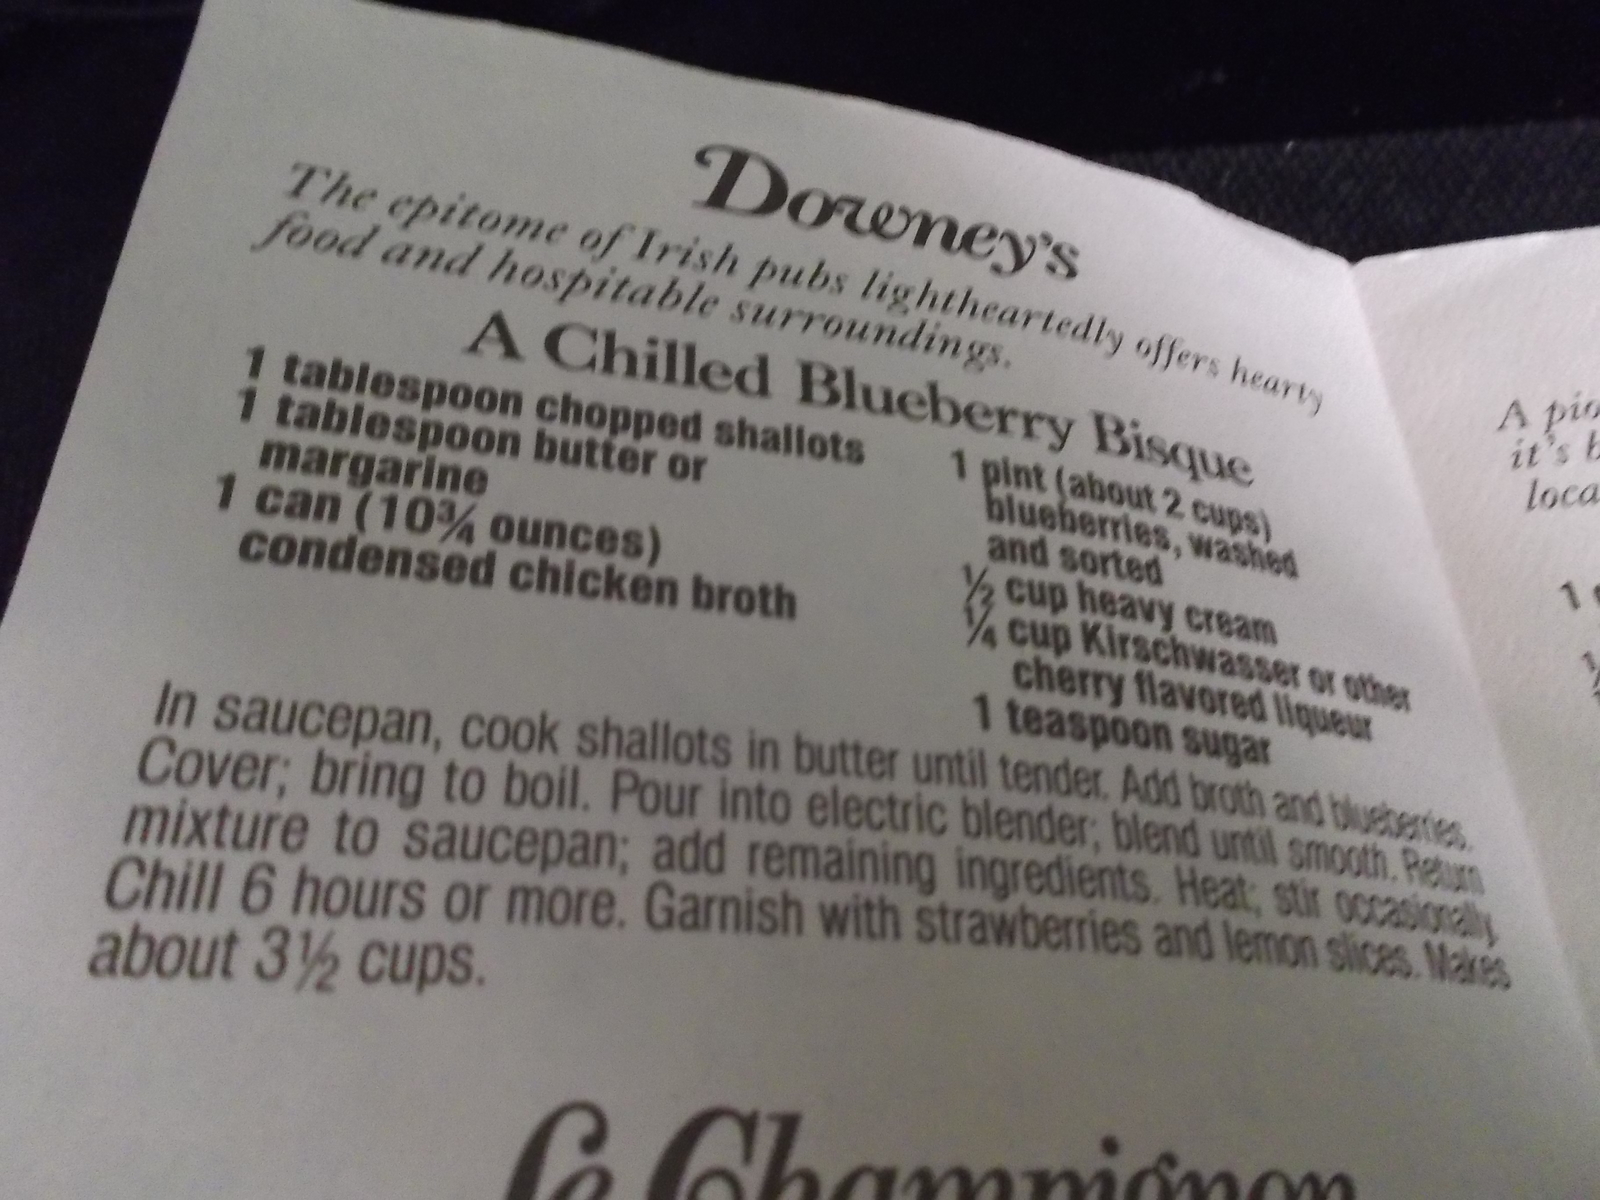 Downey's
The epitome of Irish pubs lightheartedly offers hearty
food and hospitable surroundings.
A Chilled Blueberry Bisque
1 tablespoon chopped shallots
1 tablespoon butter or
margarine
1 can (10¾ ounces)
condensed chicken broth
1 pint (about 2 cups)
blueberries, washed
and sorted
½ cup heavy cream
¼ cup Kirschwasser or other
cherry flavored liqueur
1 teaspoon sugar
In saucepan, cook shallots in butter until tender. Add broth and blueberries.
Cover; bring to boil. Pour into electric blender; blend until smooth. Return
mixture to saucepan; add remaining ingredients. Heat; stir occasionally.
Chill 6 hours or more. Garnish with strawberries and lemon slices. Makes
about 3½ cups.
Le Champignon
A
it's
1